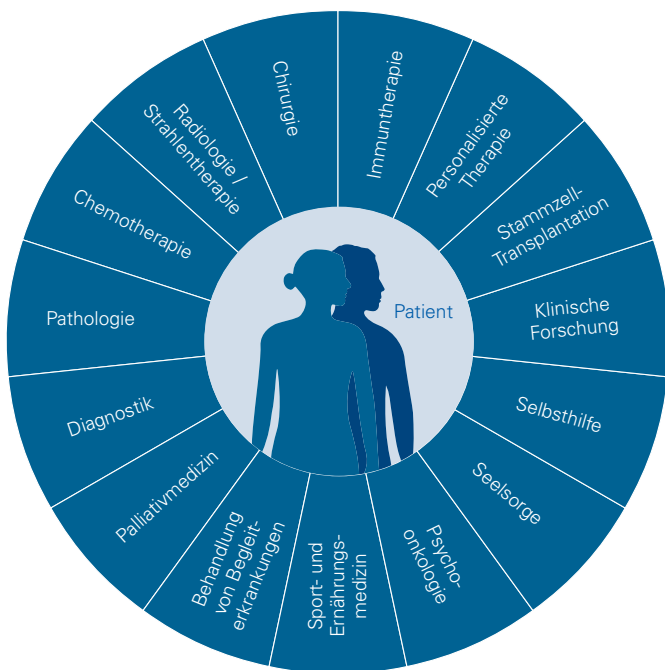 Chirurgie
Immuntherapie
Personalisierte
Therapie
Stammzell-
Transplantation
Klinische
Forschung
Selbsthilfe
Seelsorge
Psycho-
onkologie
Sport- und
Ernährungs-
medizin
Behandlung
von Begleit-
erkrankungen
Palliativmedizin
Diagnostik
Pathologie
Chemotherapie
Radiologie /
Strahlentherapie
Patient